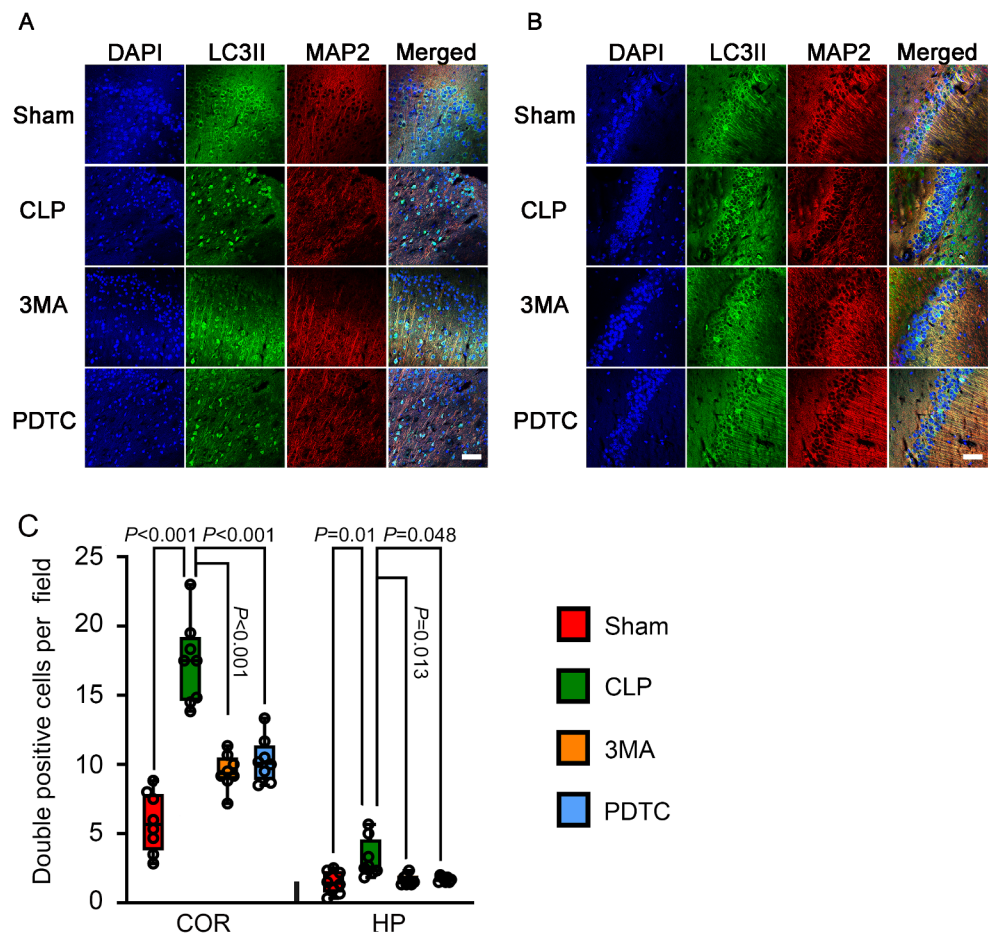 A
DAPI LC3II MAP2 Merged
Sham
CLP
3MA
PDTC
B
DAPI LC3II MAP2 Merged
Sham
CLP
3MA
PDTC
C
P<0.001 P<0.001
P<0.001
P=0.01 P=0.048
P=0.013
Double positive cells per field
25
20
15
10
5
0
COR HP
Sham
CLP
3MA
PDTC